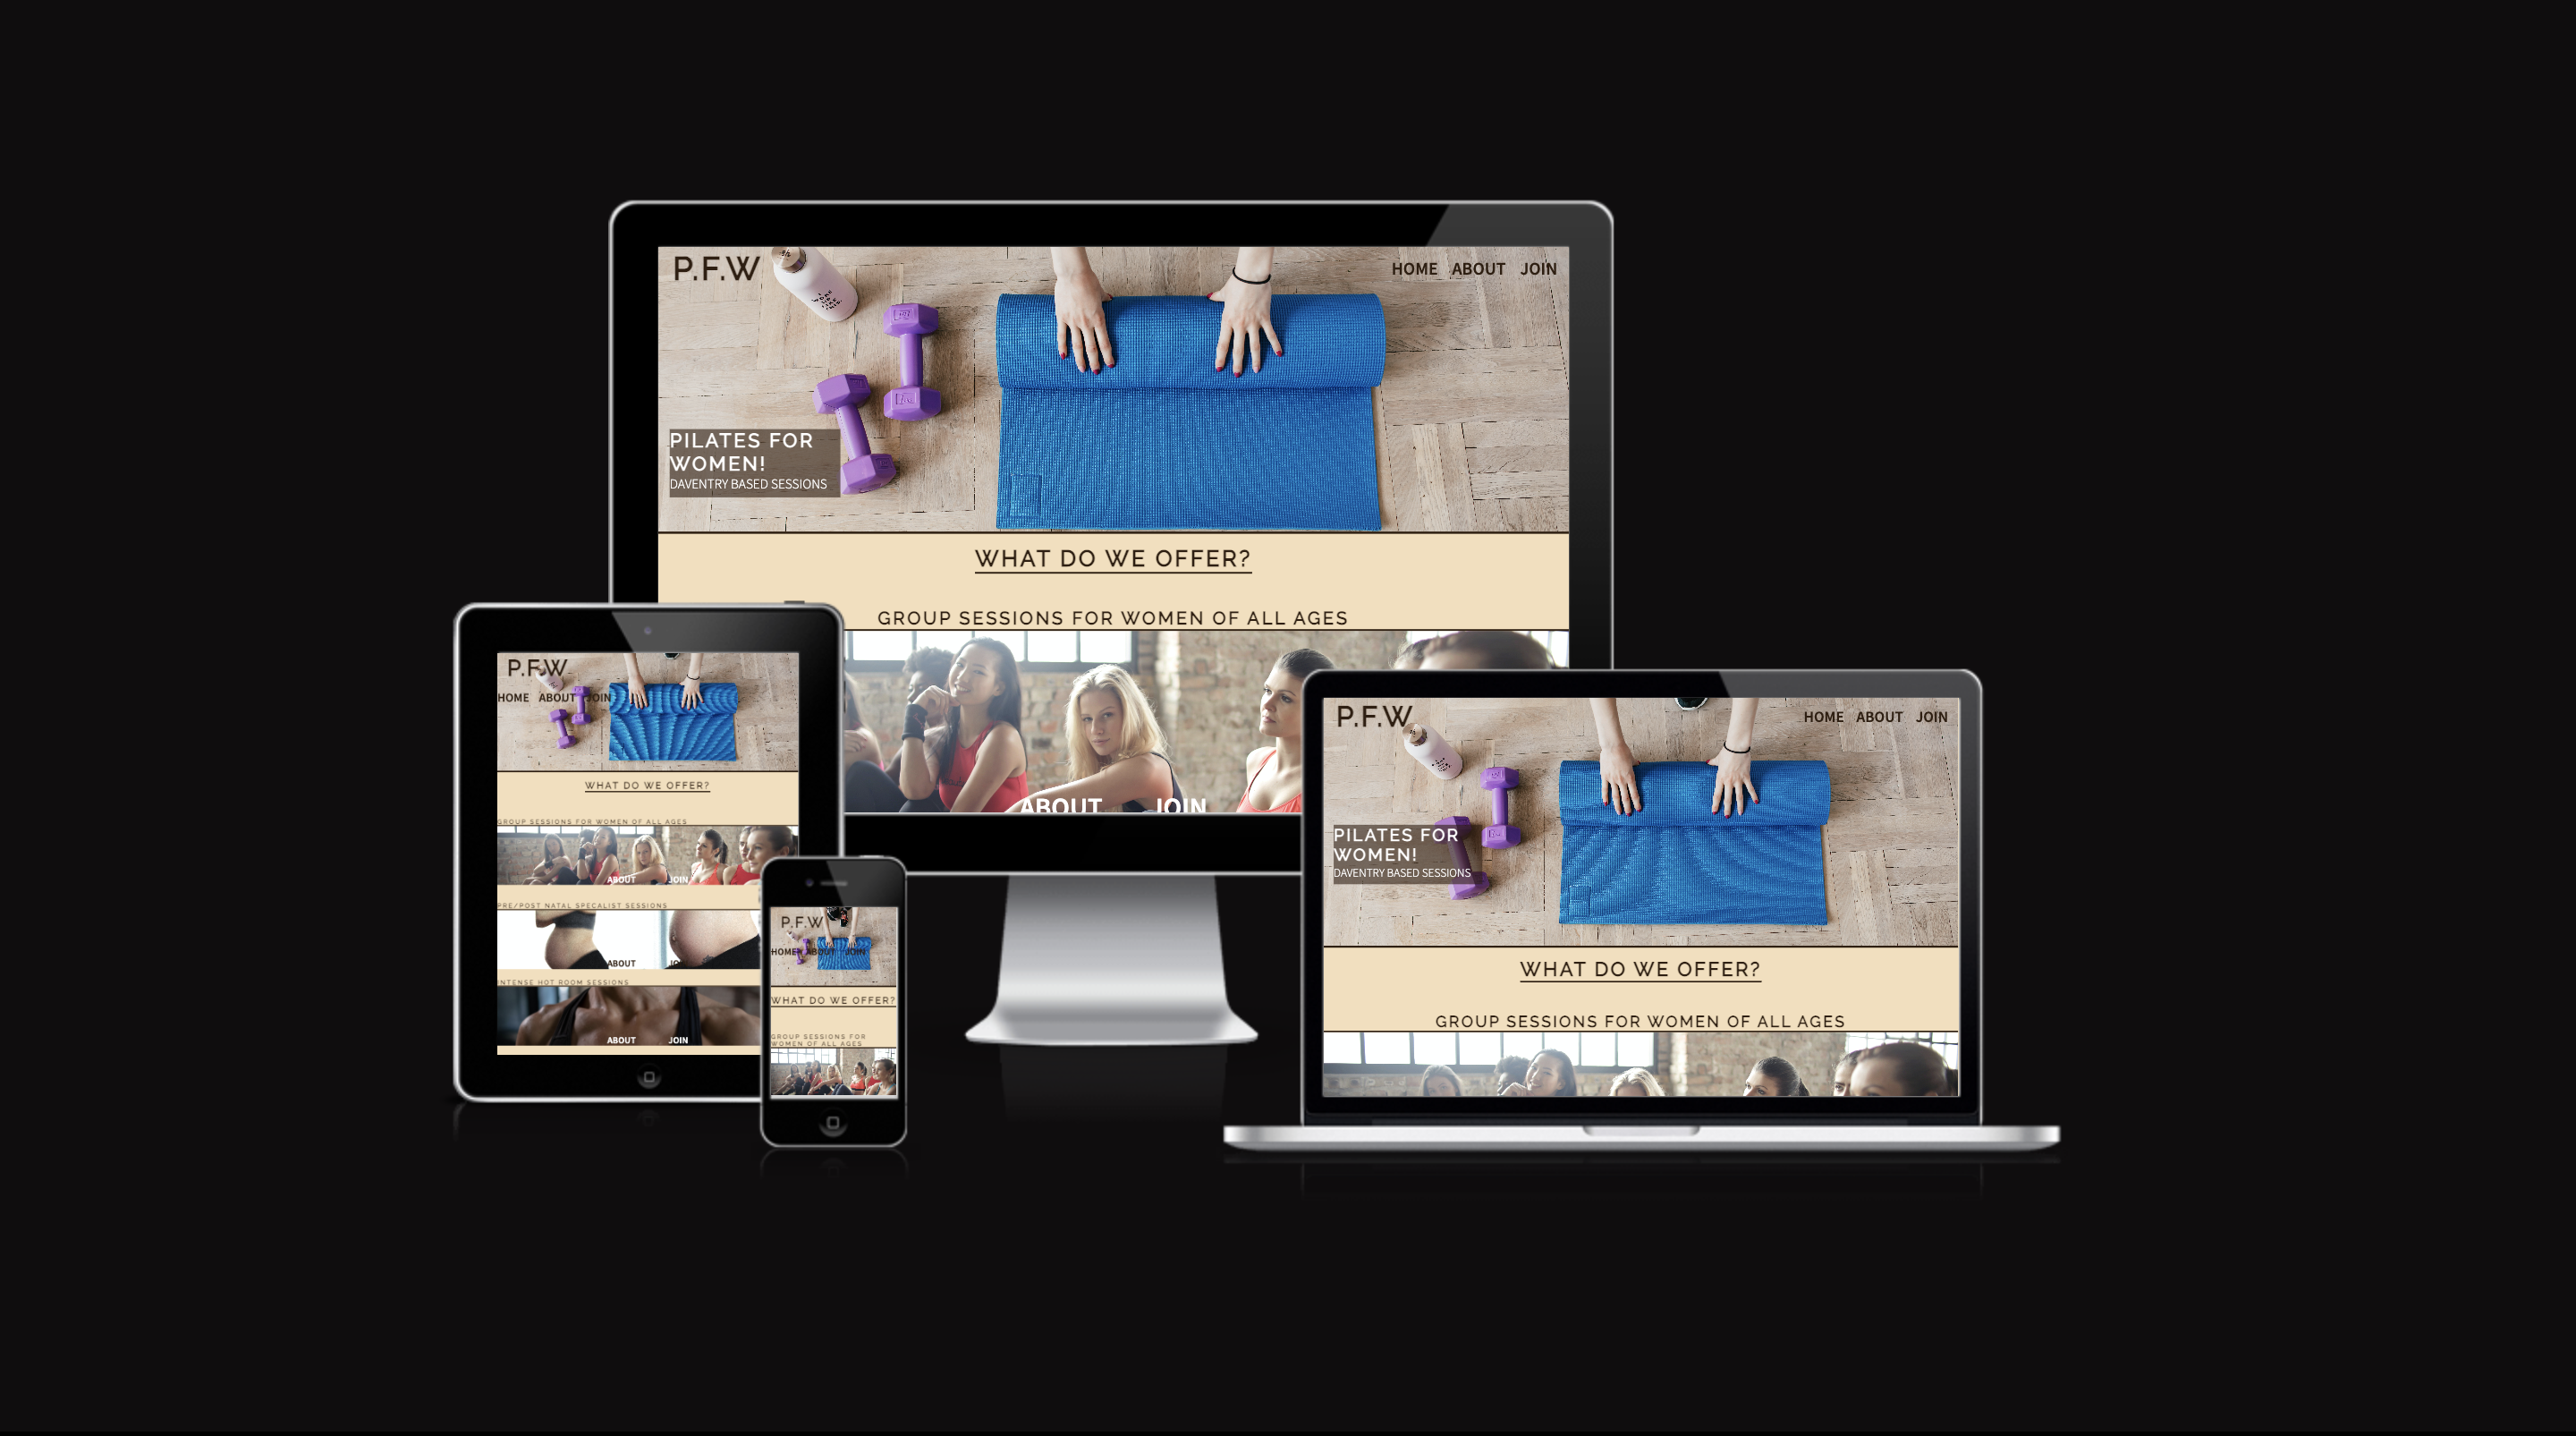 P.F.W
HOME ABOUT JOIN
PILATES FOR
WOMEN!
DAVENTRY BASED SESSIONS
WHAT DO WE OFFER?
GROUP SESSIONS FOR WOMEN OF ALL AGES
ABOUT JOIN
P.F.W
HOME ABOUT JOIN
WHAT DO WE OFFER?
GROUP SESSIONS FOR WOMEN OF ALL AGES
ABOUT JOIN
PRE/POST NATAL SPECALIST SESSIONS
ABOUT
INTENSE HOT ROOM SESSIONS
ABOUT JOIN
P.F.W
HOME ABOUT JOIN
WHAT DO WE OFFER?
GROUP SESSIONS FOR
WOMEN OF ALL AGES
P.F.W
HOME ABOUT JOIN
PILATES FOR
WOMEN!
DAVENTRY BASED SESSIONS
WHAT DO WE OFFER?
GROUP SESSIONS FOR WOMEN OF ALL AGES